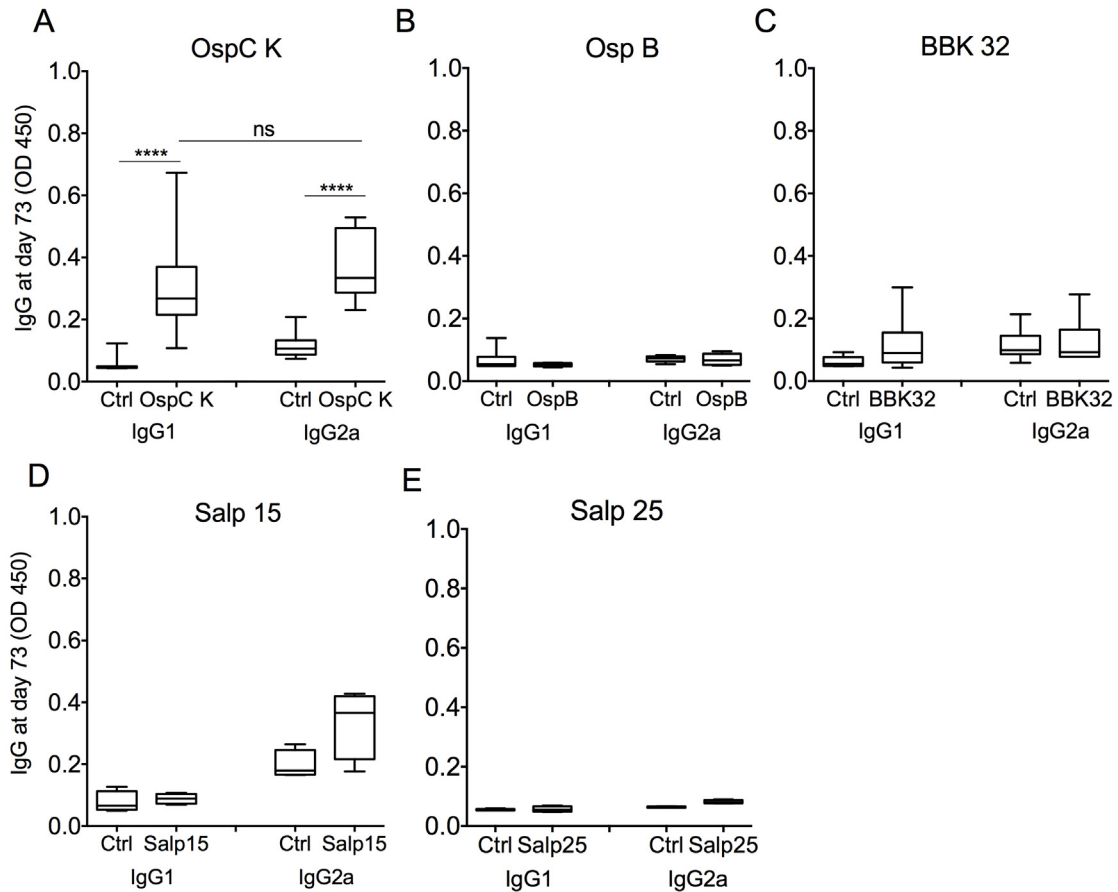 A
OspC K
IgG at day 73 (OD 450)
1.0
0.8
0.6
0.4
0.2
0.0
****
ns
****
Ctrl OspC K
Ctrl OspC K
IgG1
IgG2a
B
Osp B
1.0
0.8
0.6
0.4
0.2
0.0
Ctrl OspB
Ctrl OspB
IgG1
IgG2a
C
BBK 32
1.0
0.8
0.6
0.4
0.2
0.0
Ctrl BBK32
Ctrl BBK32
IgG1
IgG2a
D
Salp 15
IgG at day 73 (OD 450)
1.0
0.8
0.6
0.4
0.2
0.0
Ctrl Salp15
Ctrl Salp15
IgG1
IgG2a
E
Salp 25
1.0
0.8
0.6
0.4
0.2
0.0
Ctrl Salp25
Ctrl Salp25
IgG1
IgG2a